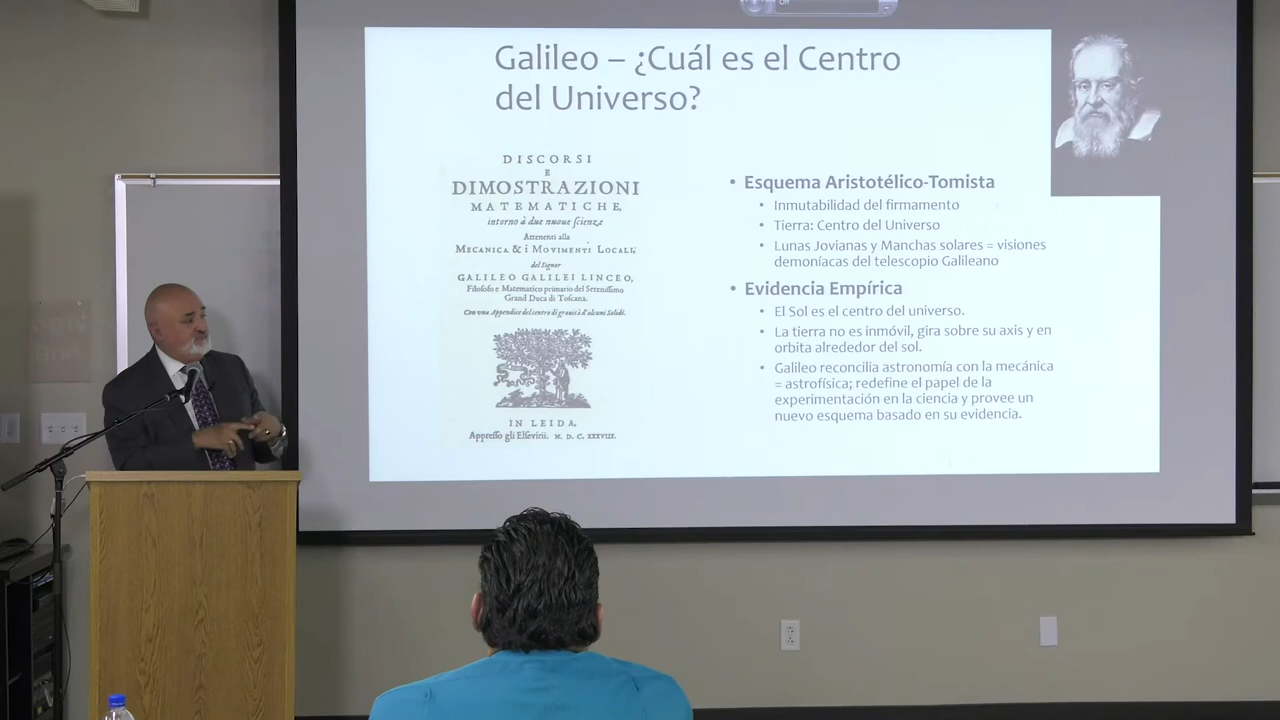 Off
Galileo – ¿Cuál es el Centro
del Universo?
DISCORSI
E
DIMOSTRAZIONI
MATEMATICHE,
intorno à due nuoue ſcienze
Attenenti alla
MECANICA & i MOVIMENTI LOCALI;
del Signor
GALILEO GALILEI LINCEO,
Filoſofo e Matematico primario del Sereniſſimo
Grand Duca di Toſcana.
Con vna Appendice del centro di grauità d'alcuni Solidi.
IN LEIDA,
Appreſſo gli Elſevirii. M. D. C. XXXVIII.
• Esquema Aristotélico-Tomista
• Inmutabilidad del firmamento
• Tierra: Centro del Universo
• Lunas Jovianas y Manchas solares = visiones
demoníacas del telescopio Galileano
• Evidencia Empírica
• El Sol es el centro del universo.
• La tierra no es inmóvil, gira sobre su axis y en
orbita alrededor del sol.
• Galileo reconcilia astronomía con la mecánica
= astrofísica; redefine el papel de la
experimentación en la ciencia y provee un
nuevo esquema basado en su evidencia.